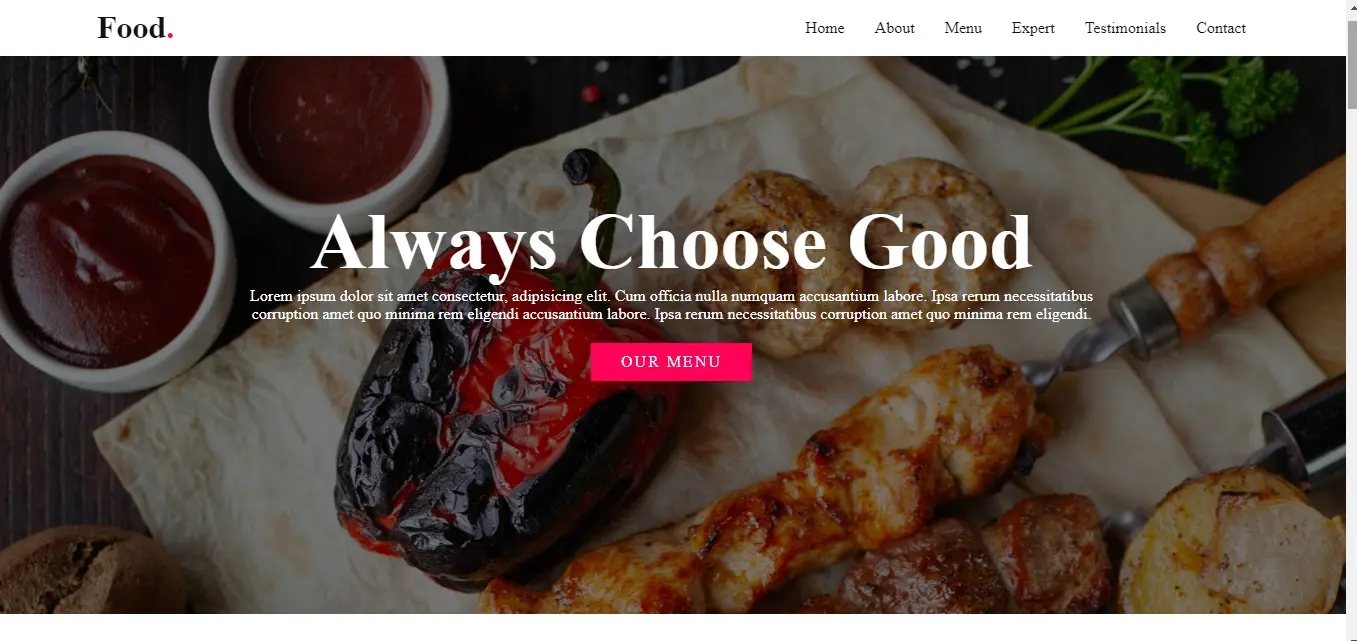 Food.
Home About Menu Expert Testimonials Contact
Always Choose Good
Lorem ipsum dolor sit amet consectetur, adipisicing elit. Cum officia nulla numquam accusantium labore. Ipsa rerum necessitatibus
corruption amet quo minima rem eligendi accusantium labore. Ipsa rerum necessitatibus corruption amet quo minima rem eligendi.
OUR MENU